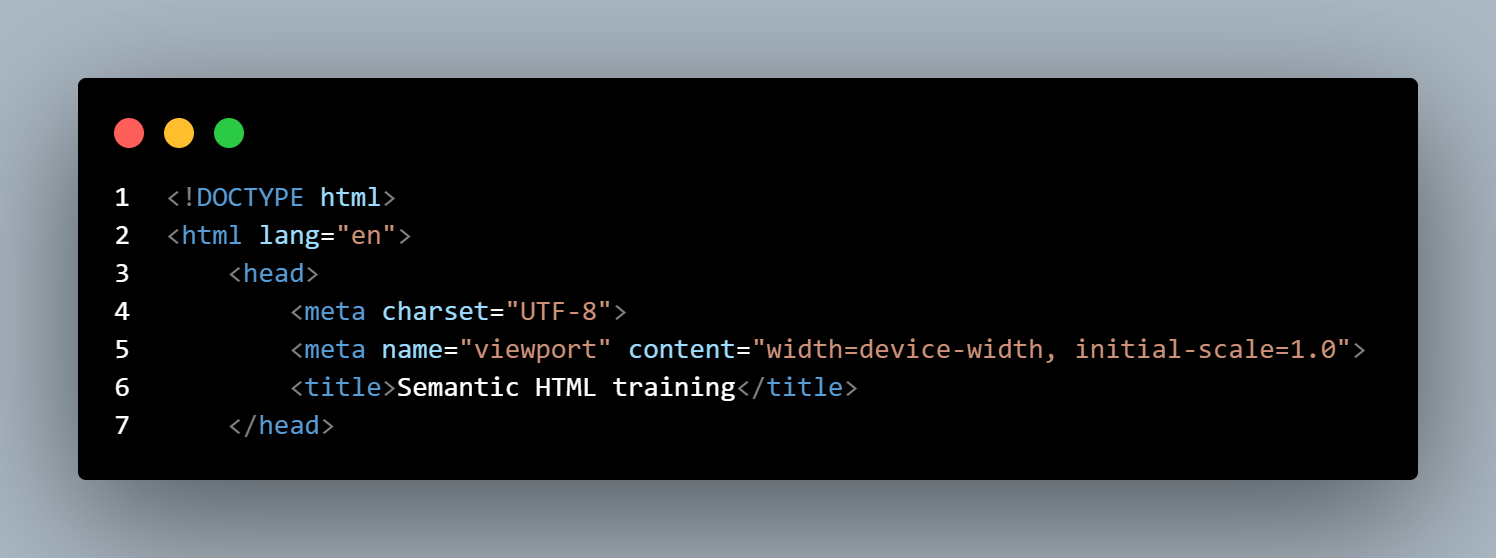 1 <!DOCTYPE html>
2 <html lang="en">
3     <head>
4         <meta charset="UTF-8">
5         <meta name="viewport" content="width=device-width, initial-scale=1.0">
6         <title>Semantic HTML training</title>
7     </head>